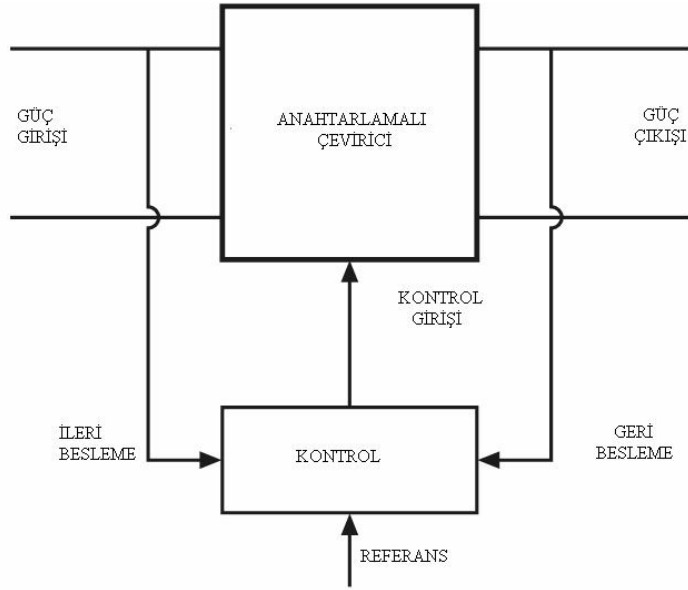 GÜÇ
GİRİŞİ
ANAHTARLAMALI
ÇEVİRİCİ
GÜÇ
ÇIKIŞI
KONTROL
GİRİŞİ
İLERİ
BESLEME
KONTROL
GERİ
BESLEME
REFERANS